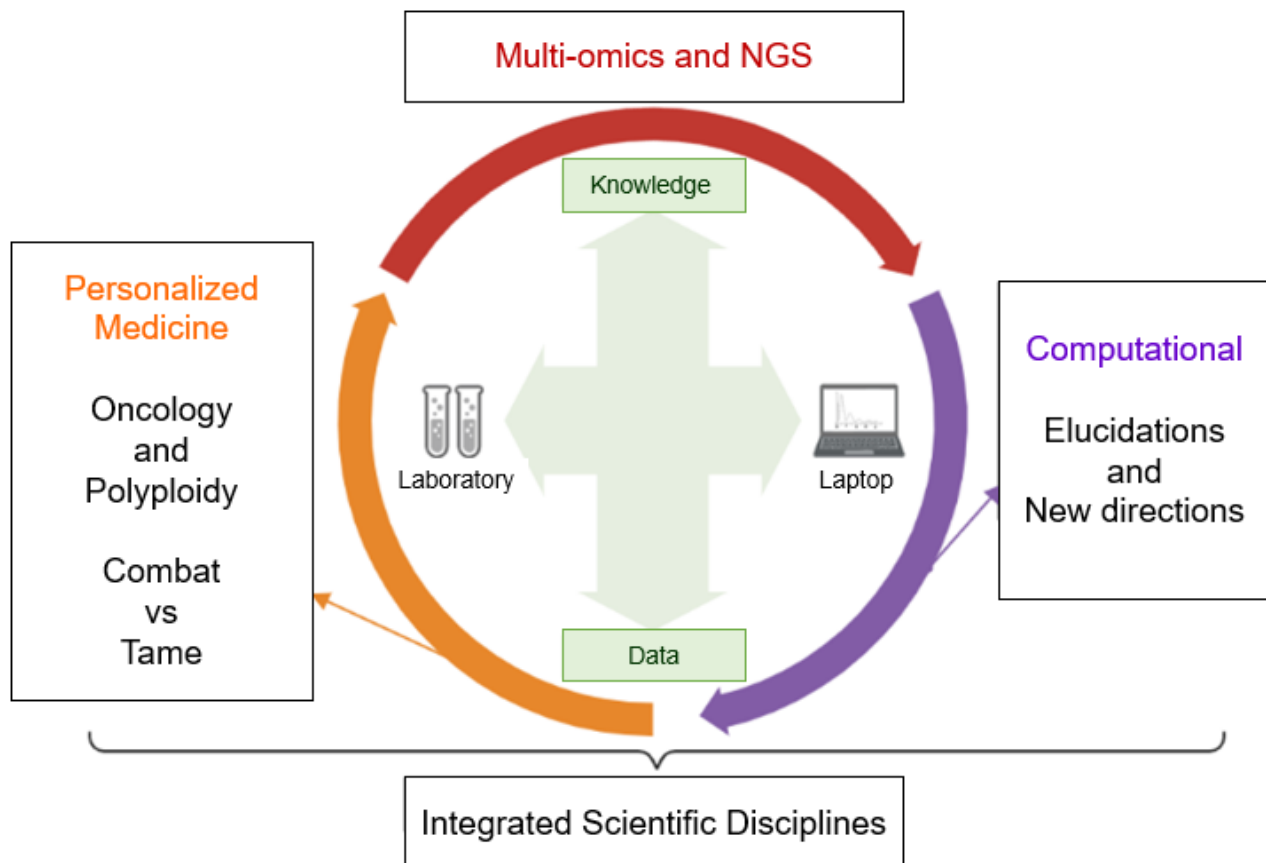 Multi-omics and NGS
Knowledge
Personalized
Medicine
Oncology
and
Polyploidy
Combat
vs
Tame
Laboratory
Laptop
Computational
Elucidations
and
New directions
Data
Integrated Scientific Disciplines